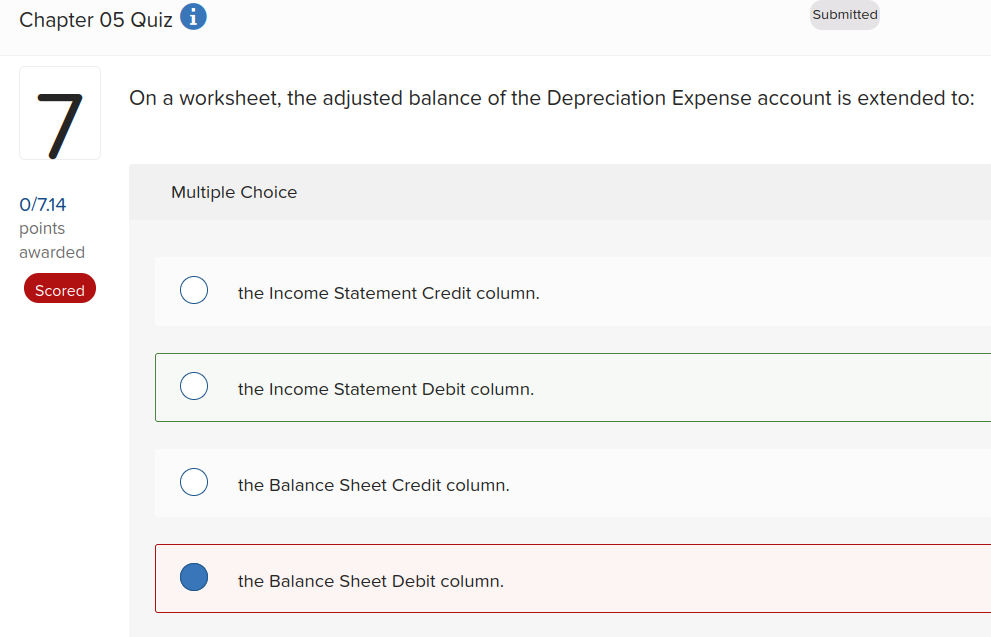 Chapter 05 Quiz i
Submitted
7
On a worksheet, the adjusted balance of the Depreciation Expense account is extended to:
0/7.14
points
awarded
Scored
Multiple Choice
the Income Statement Credit column.
the Income Statement Debit column.
the Balance Sheet Credit column.
the Balance Sheet Debit column.